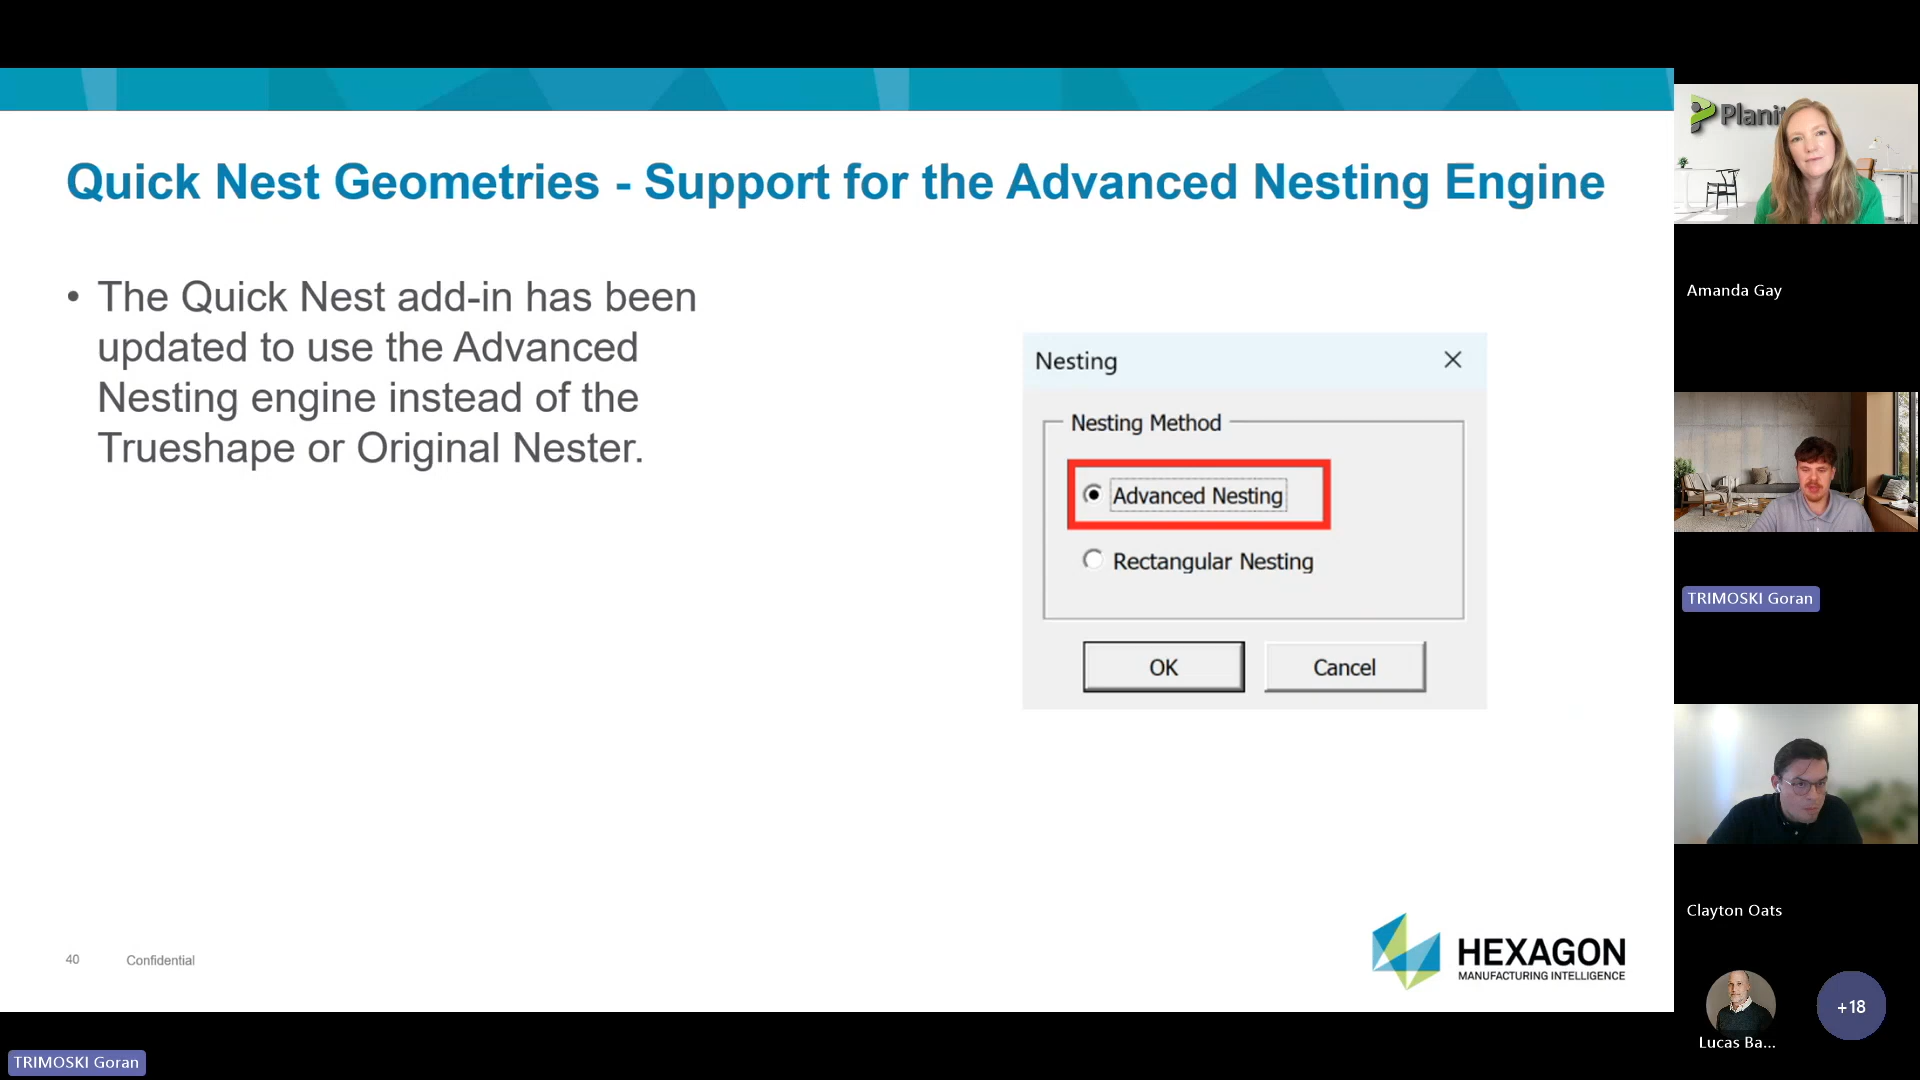 Quick Nest Geometries - Support for the Advanced Nesting Engine
• The Quick Nest add-in has been
updated to use the Advanced
Nesting engine instead of the
Trueshape or Original Nester.
Nesting
Nesting Method
Advanced Nesting
Rectangular Nesting
OK
Cancel
40
Confidential
HEXAGON
MANUFACTURING INTELLIGENCE
TRIMOSKI Goran
Planit
Amanda Gay
TRIMOSKI Goran
Clayton Oats
Lucas Ba...
+18